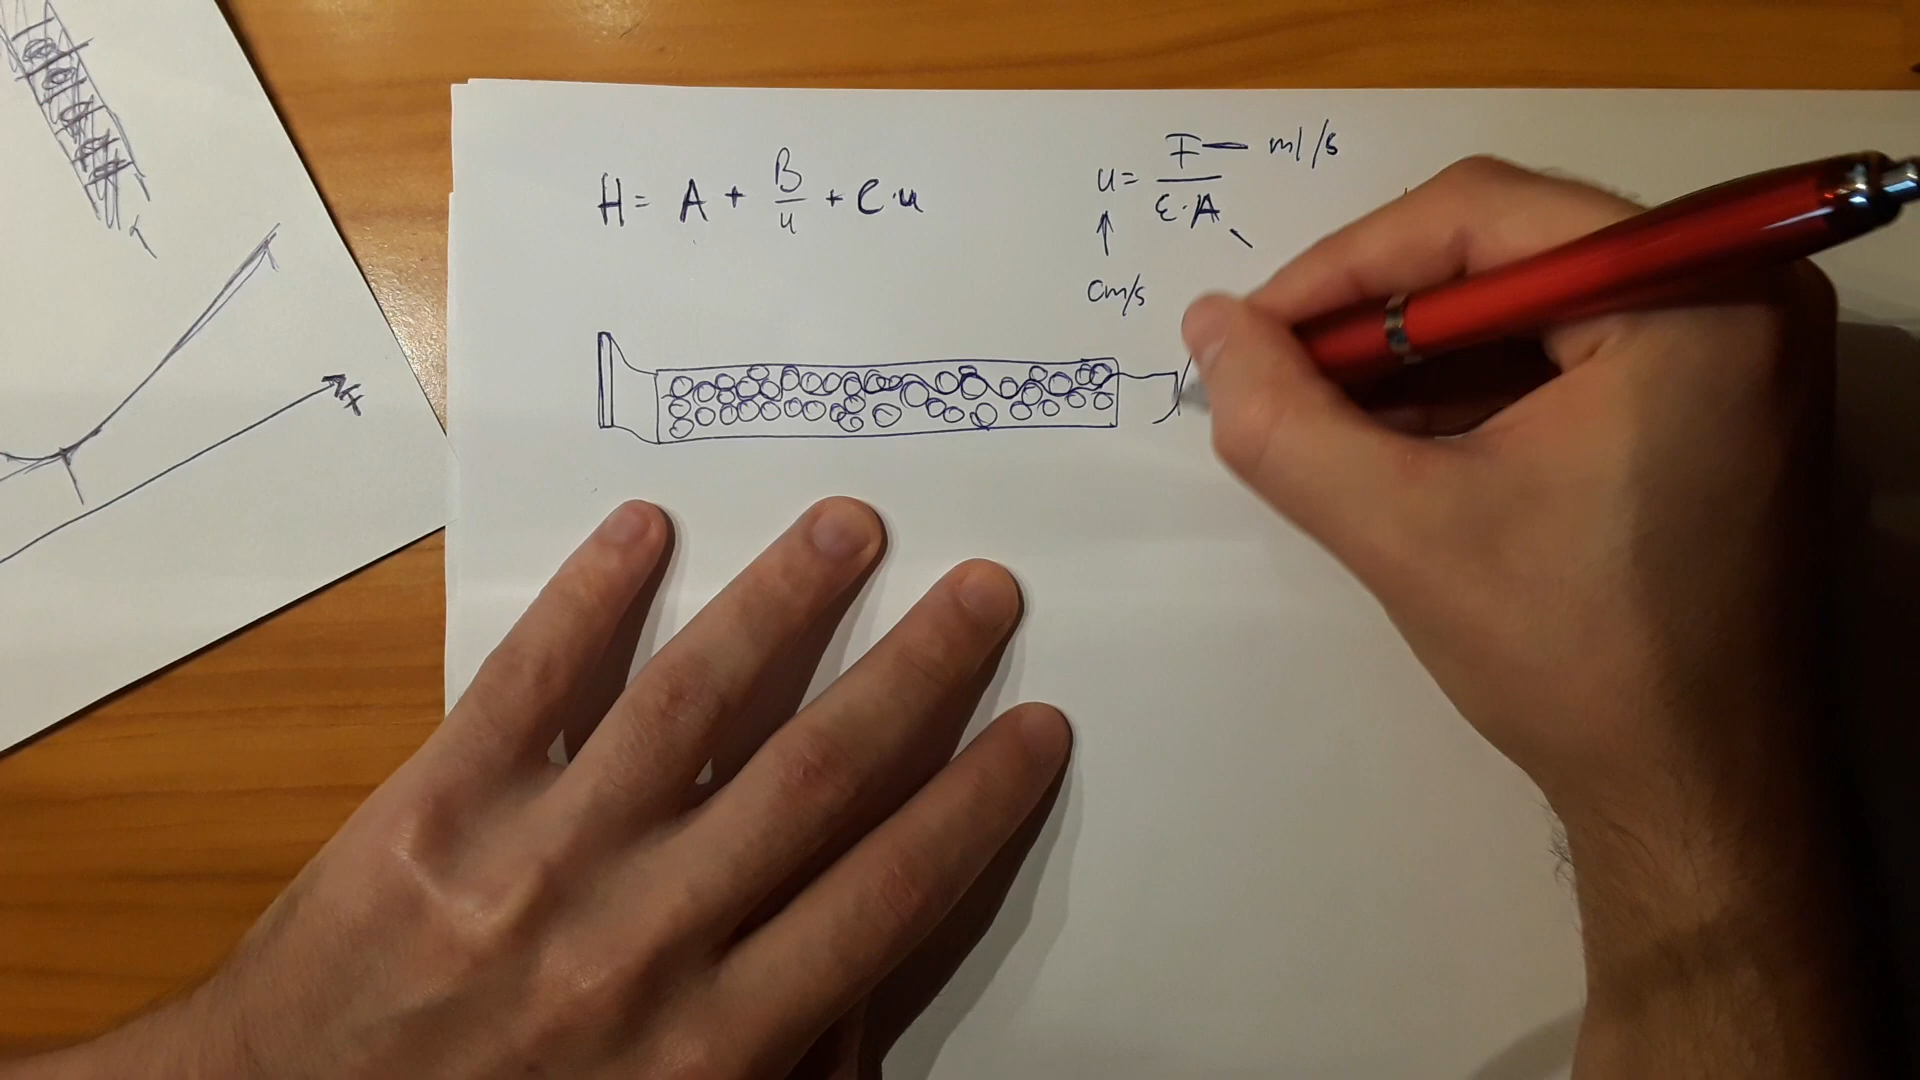 H = A + B/u + C·u
u = F/ε·A — ml/s
cm/s
F